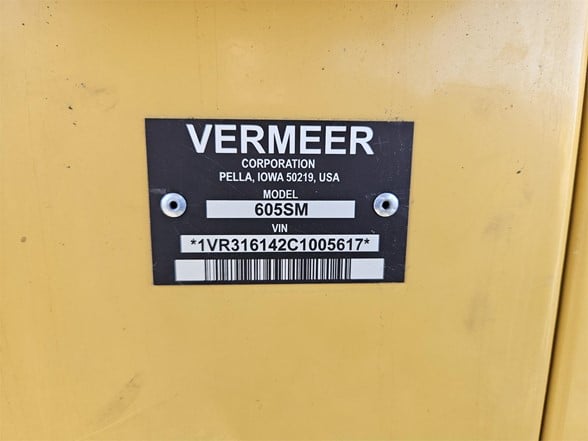 VERMEER
CORPORATION
PELLA, IOWA 50219, USA
MODEL
605SM
VIN
*1VR316142C1005617*